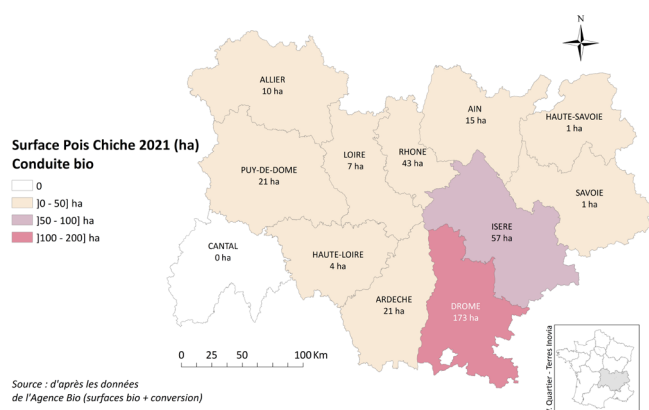 N
ALLIER
10 ha
AIN
15 ha
HAUTE-SAVOIE
1 ha
Surface Pois Chiche 2021 (ha)
Conduite bio
0
]0 - 50] ha
]50 - 100] ha
]100 - 200] ha
LOIRE
7 ha
RHONE
43 ha
PUY-DE-DOME
21 ha
SAVOIE
1 ha
ISERE
57 ha
CANTAL
0 ha
HAUTE-LOIRE
4 ha
ARDECHE
21 ha
DROME
173 ha
0 25 50 100 Km
Source : d'après les données
de l'Agence Bio (surfaces bio + conversion)
Quartier - Terres Inovia